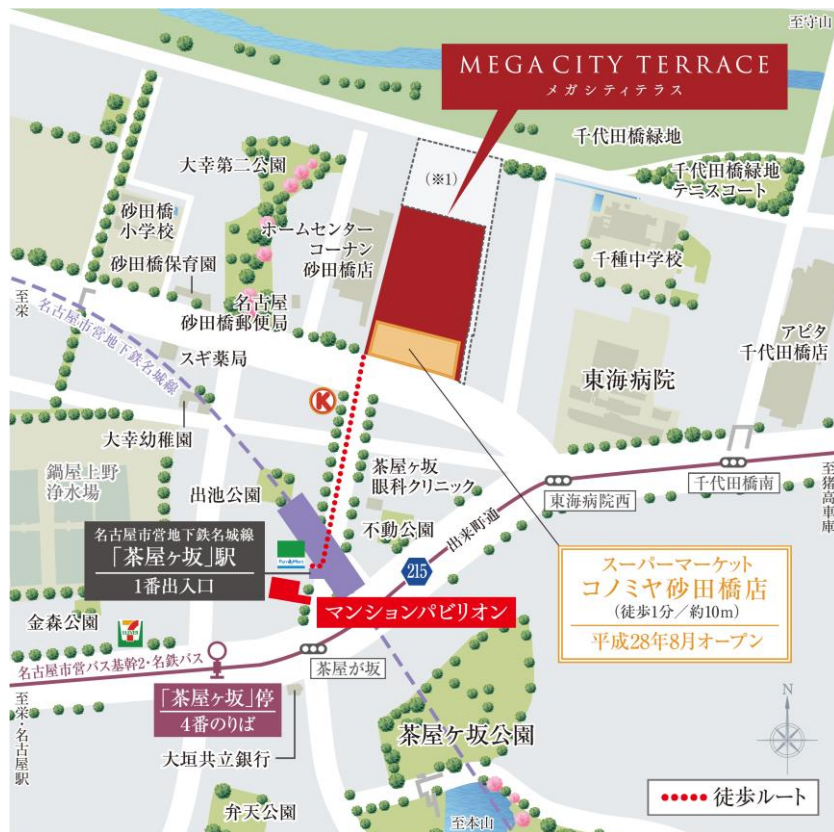 至守山
MEGA CITY TERRACE
メガシティテラス
千代田橋緑地
大幸第二公園
(※1)
千代田橋緑地
テニスコート
砂田橋
小学校
ホームセンター
コーナン
砂田橋店
千種中学校
砂田橋保育園
至栄
名古屋市営地下鉄名城線
名古屋
砂田橋郵便局
アピタ
千代田橋店
スギ薬局
東海病院
K
大幸幼稚園
茶屋ヶ坂
眼科クリニック
鍋屋上野
浄水場
出池公園
千代田橋南
東海病院西
至猪高車庫
不動公園
出来町通
名古屋市営地下鉄名城線
「茶屋ヶ坂」駅
1番出入口
FamilyMart
215
スーパーマーケット
コノミヤ砂田橋店
(徒歩1分/約10m)
平成28年8月オープン
マンションパビリオン
金森公園
ELEVEN
茶屋が坂
名古屋市営バス基幹2・名鉄バス
「茶屋ヶ坂」停
4番のりば
至栄・名古屋駅
大垣共立銀行
茶屋ケ坂公園
N
弁天公園
至本山
徒歩ルート